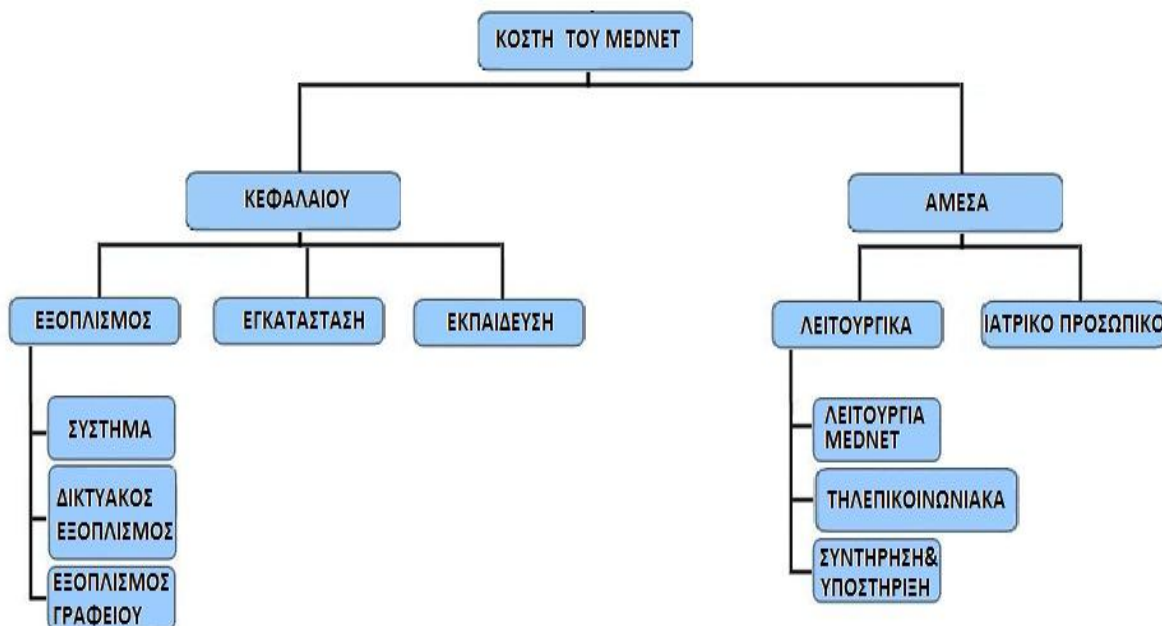 ΚΟΣΤΗ ΤΟΥ MEDNET
ΚΕΦΑΛΑΙΟΥ
ΑΜΕΣΑ
ΕΞΟΠΛΙΣΜΟΣ
ΕΓΚΑΤΑΣΤΑΣΗ
ΕΚΠΑΙΔΕΥΣΗ
ΛΕΙΤΟΥΡΓΙΚΑ
ΙΑΤΡΙΚΟ ΠΡΟΣΩΠΙΚΟ
ΣΥΣΤΗΜΑ
ΔΙΚΤΥΑΚΟΣ
ΕΞΟΠΛΙΣΜΟΣ
ΕΞΟΠΛΙΣΜΟΣ
ΓΡΑΦΕΙΟΥ
ΛΕΙΤΟΥΡΓΙΑ
MEDNET
ΤΗΛΕΠΙΚΟΙΝΩΝΙΑΚΑ
ΣΥΝΤΗΡΗΣΗ&
ΥΠΟΣΤΗΡΙΞΗ